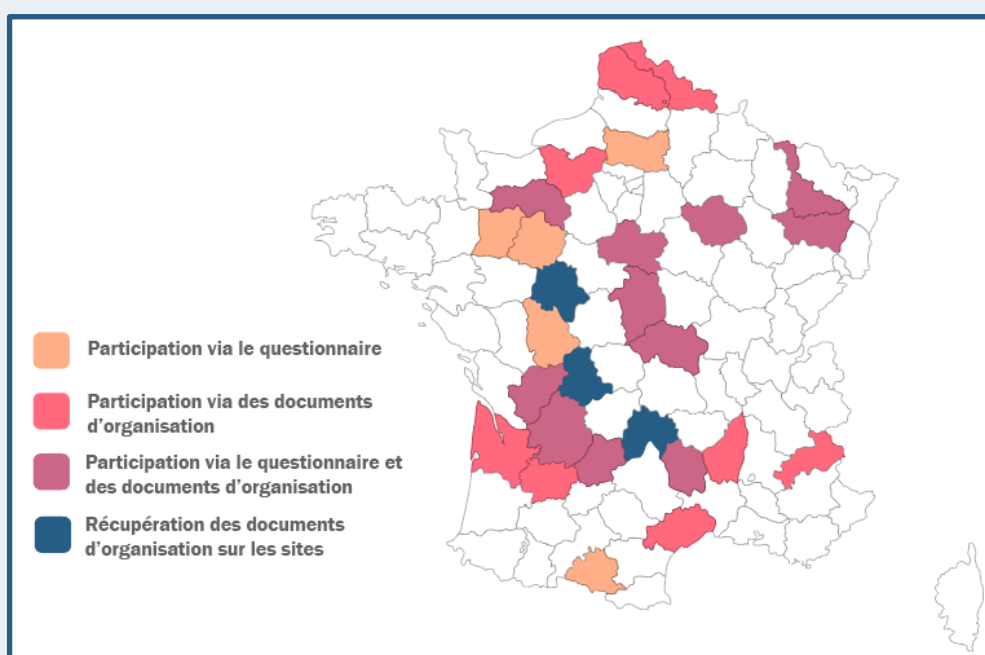 Participation via le questionnaire
Participation via des documents
d’organisation
Participation via le questionnaire et
des documents d’organisation
Récupération des documents
d’organisation sur les sites